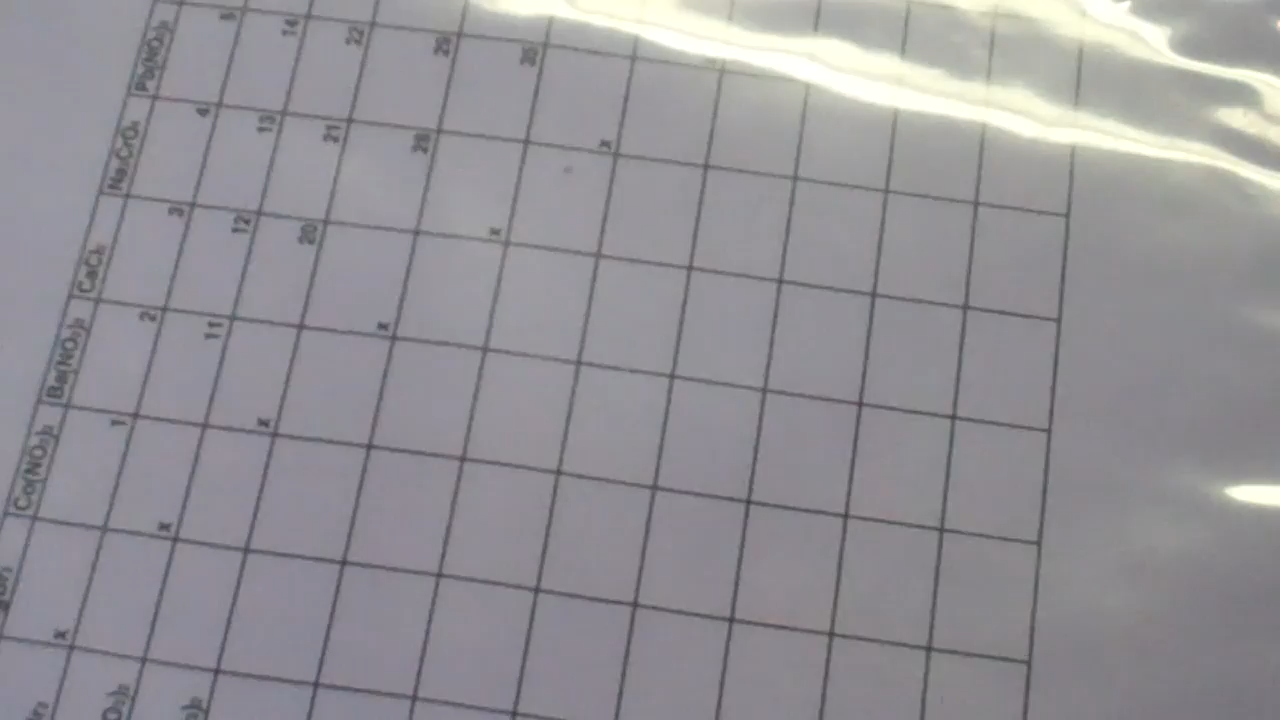 Co(NO₃)₂ Ba(NO₃)₂ CaCl₂ Na₂CrO₄ Pb(NO₃)₂
x 1 2 3 4 5
x 11 12 13 14
x 20 21 22
x 28 29
x 35
x